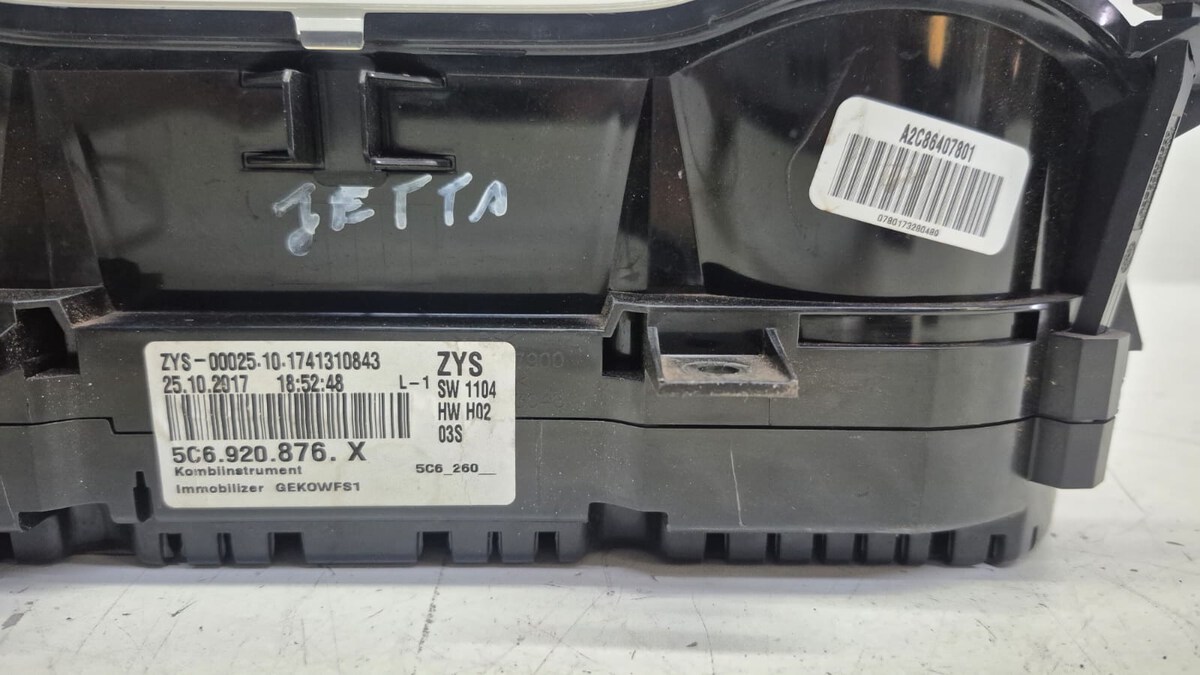 A2C86407801
0780173280480
JETTA
ZYS-00025.10.1741310843
25.10.2017 18:52:48 L-1
ZYS
SW 1104
HW H02
03S
5C6.920.876. X
Kombiinstrument
5C6_260__
Immobilizer GEKOWFS1